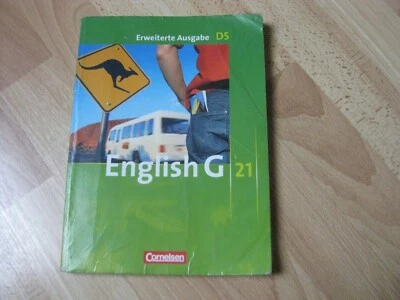 Erweiterte Ausgabe D5
English G 21
Cornelsen